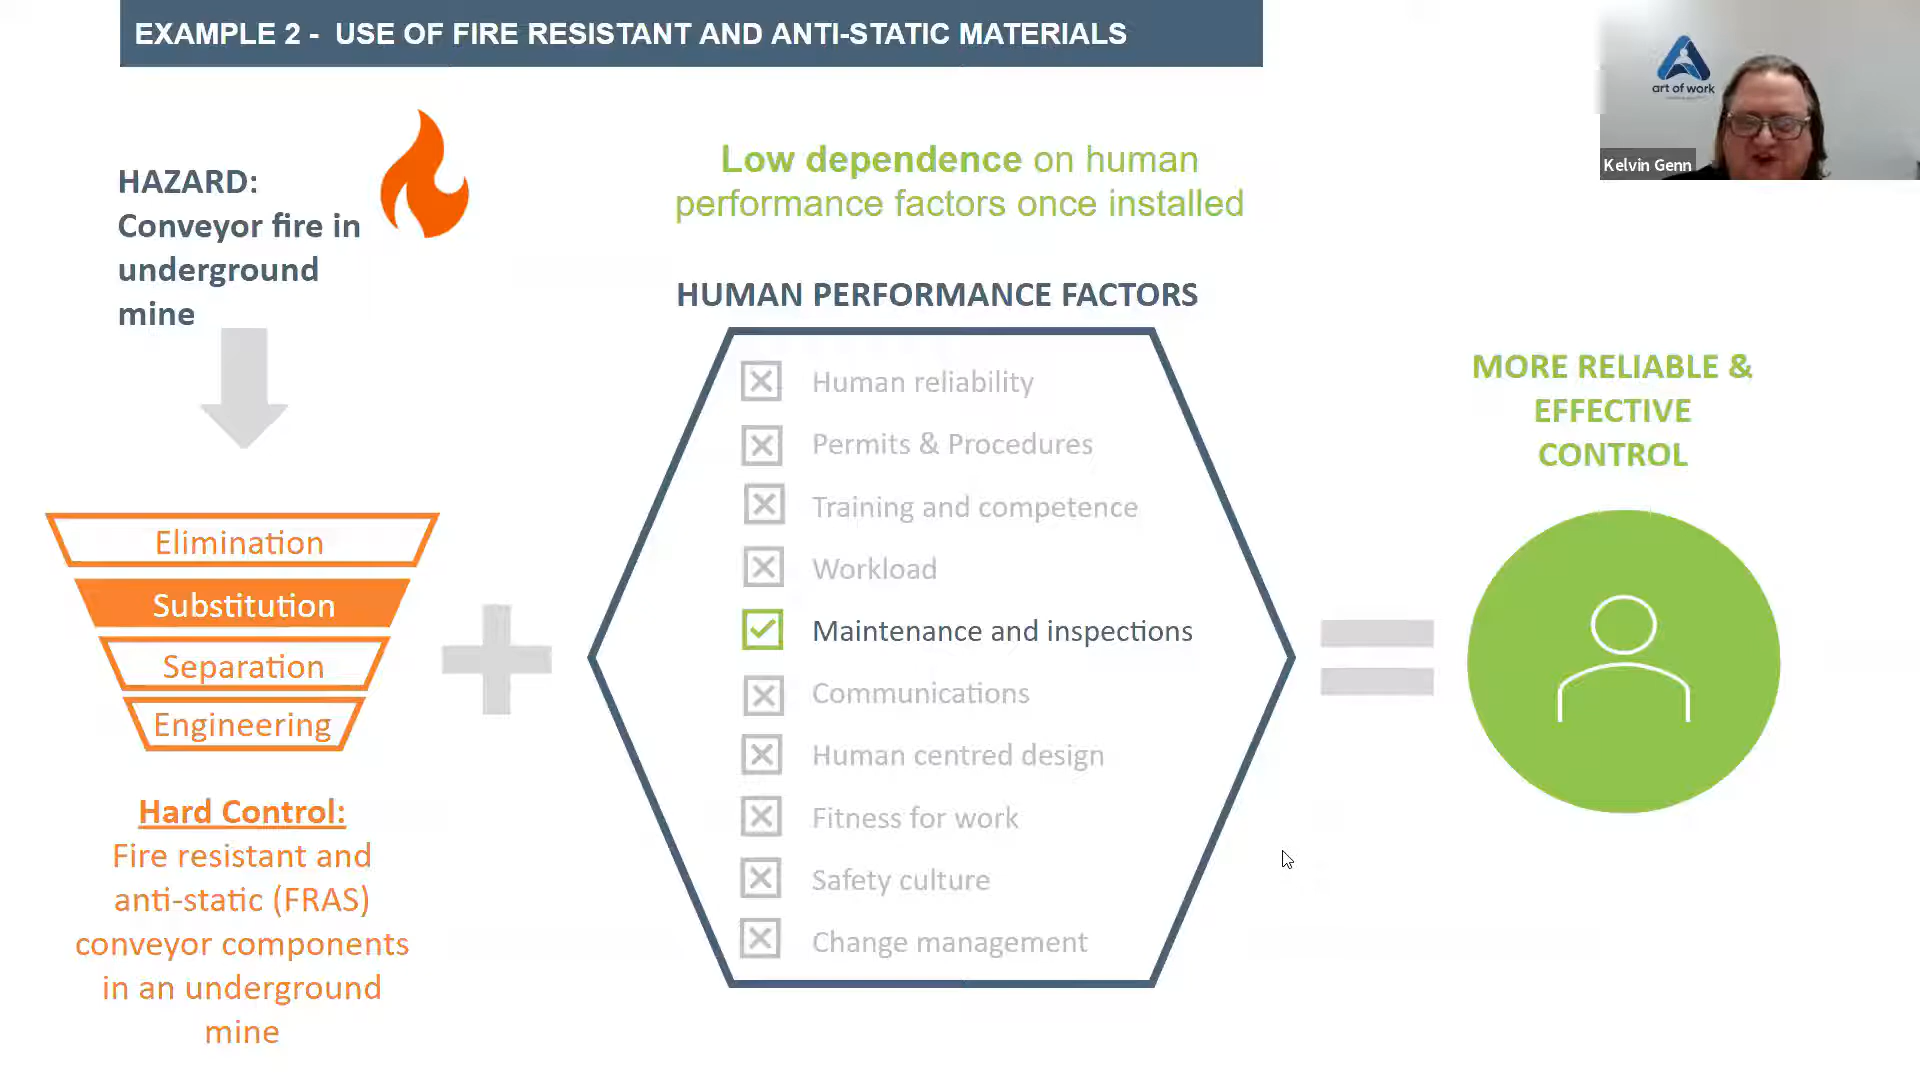 EXAMPLE 2 - USE OF FIRE RESISTANT AND ANTI-STATIC MATERIALS
art of work
Kelvin Genn
HAZARD:
Conveyor fire in
underground
mine
Low dependence on human
performance factors once installed
HUMAN PERFORMANCE FACTORS
Human reliability
Permits & Procedures
Training and competence
Workload
Maintenance and inspections
Communications
Human centred design
Fitness for work
Safety culture
Change management
MORE RELIABLE &
EFFECTIVE
CONTROL
Elimination
Substitution
Separation
Engineering
Hard Control:
Fire resistant and
anti-static (FRAS)
conveyor components
in an underground
mine